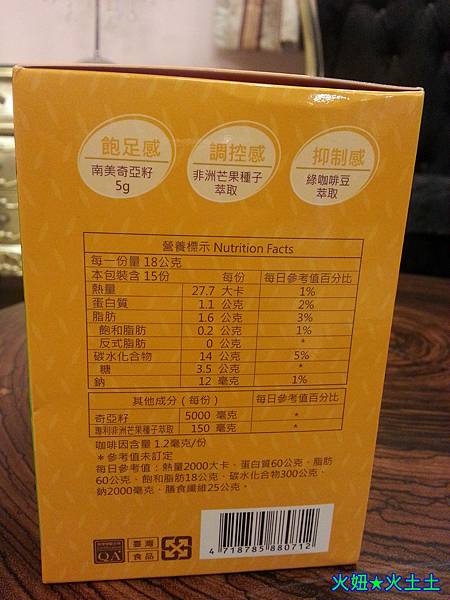 飽足感
南美奇亞籽
5g
調控感
非洲芒果種子
萃取
抑制感
綠咖啡豆
萃取
營養標示 Nutrition Facts
每一份量 18公克
本包裝含 15份 每份 每日參考值百分比
熱量 27.7 大卡 1%
蛋白質 1.1 公克 2%
脂肪 1.6 公克 3%
飽和脂肪 0.2 公克 1%
反式脂肪 0 公克 *
碳水化合物 14 公克 5%
糖 3.5 公克 *
鈉 12 毫克 1%
其他成分（每份） 每日參考值百分比
奇亞籽 5000 毫克 *
專利非洲芒果種子萃取 150 毫克 *
咖啡因含量 1.2毫克/份
*參考值未訂定
每日參考值：熱量2000大卡、蛋白質60公克、脂肪
60公克、飽和脂肪18公克、碳水化合物300公克、
鈉2000毫克、膳食纖維25公克。
QA
臺灣
食品
4 718785 880712
火妞★火土土